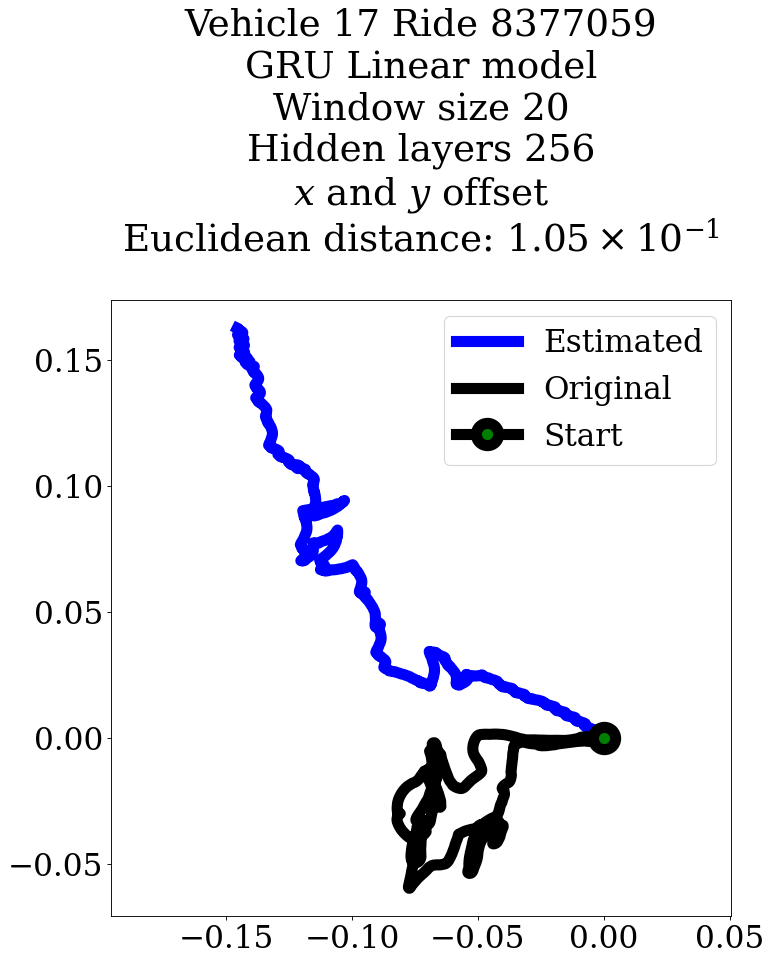 Vehicle 17 Ride 8377059
GRU Linear model
Window size 20
Hidden layers 256
x and y offset
Euclidean distance: 1.05 × 10⁻¹
Estimated
Original
Start
0.15
0.10
0.05
0.00
−0.05
−0.15 −0.10 −0.05 0.00 0.05